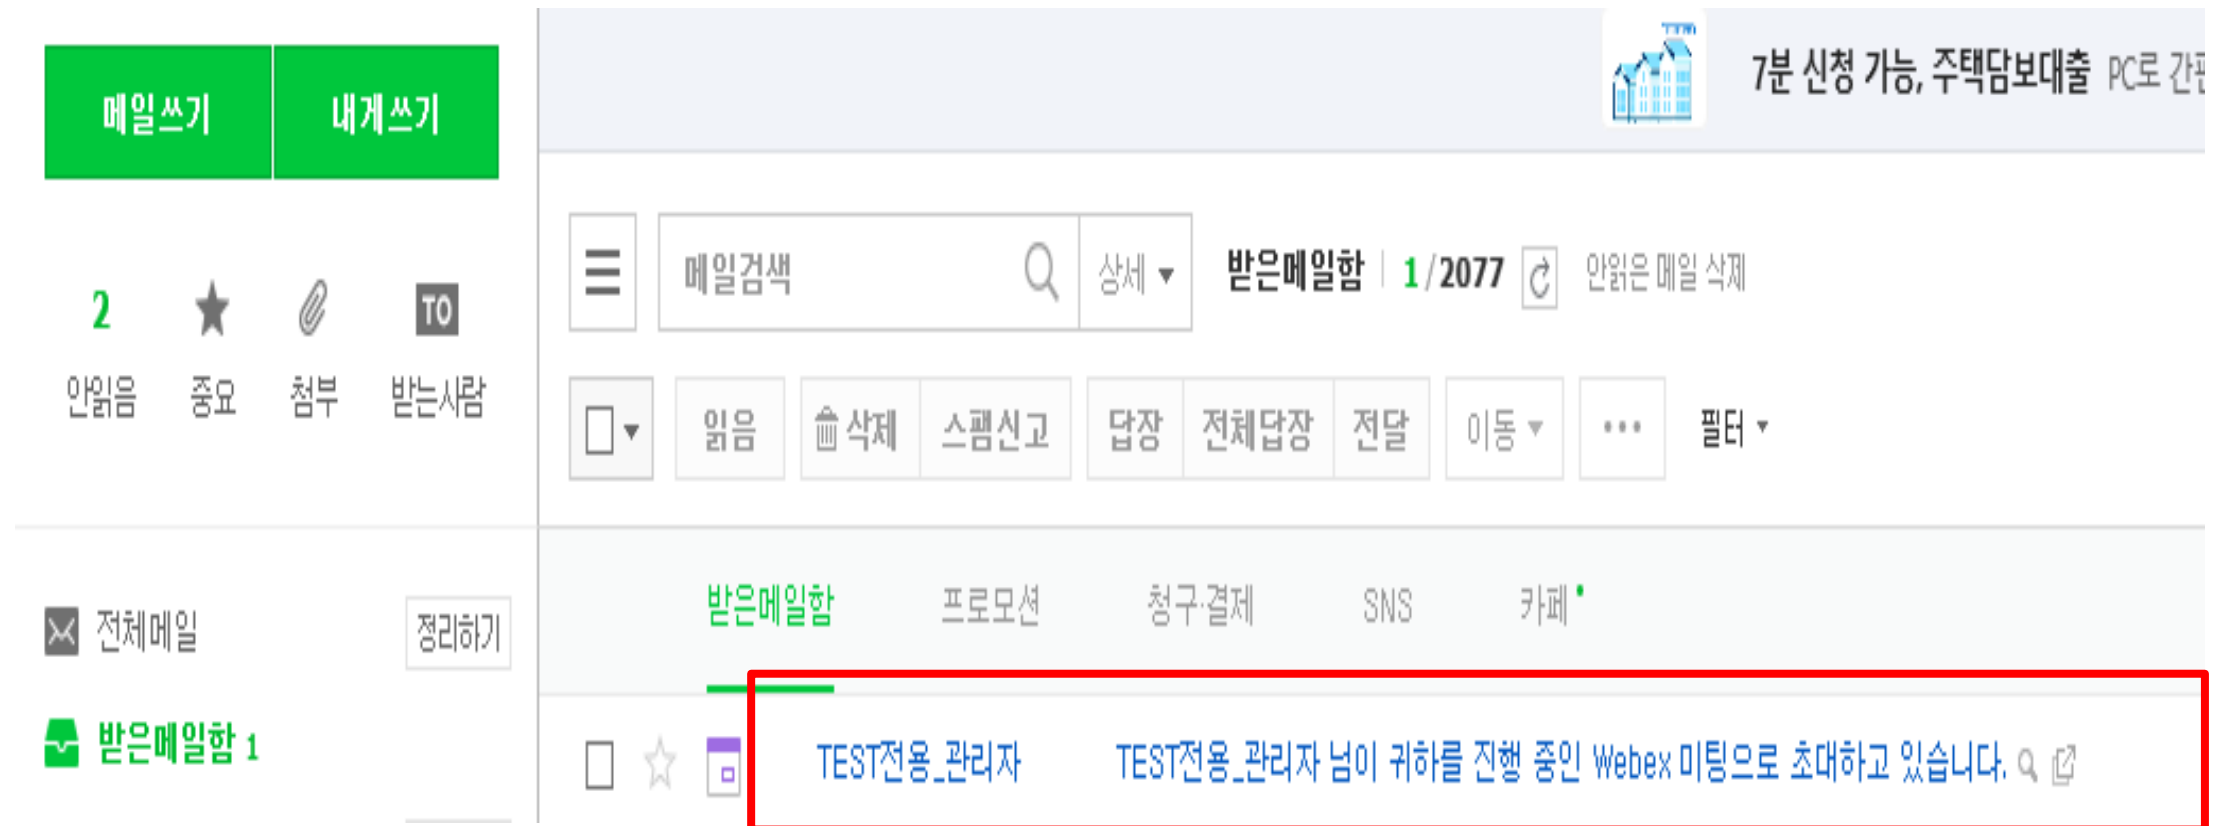 메일쓰기 내게쓰기
7분 신청 가능, 주택담보대출 PC로
2
안읽음 중요 첨부 TO 받는사람
메일검색 상세 받은메일함 1/2077 안읽은 메일 삭제
읽음 삭제 스팸신고 답장 전체답장 전달 이동 ••• 필터
전체메일 정리하기
받은메일함 1
받은메일함 프로모션 청구·결제 SNS 카페
TEST전용_관리자 TEST전용_관리자 님이 귀하를 진행 중인 Webex 미팅으로 초대하고 있습니다.